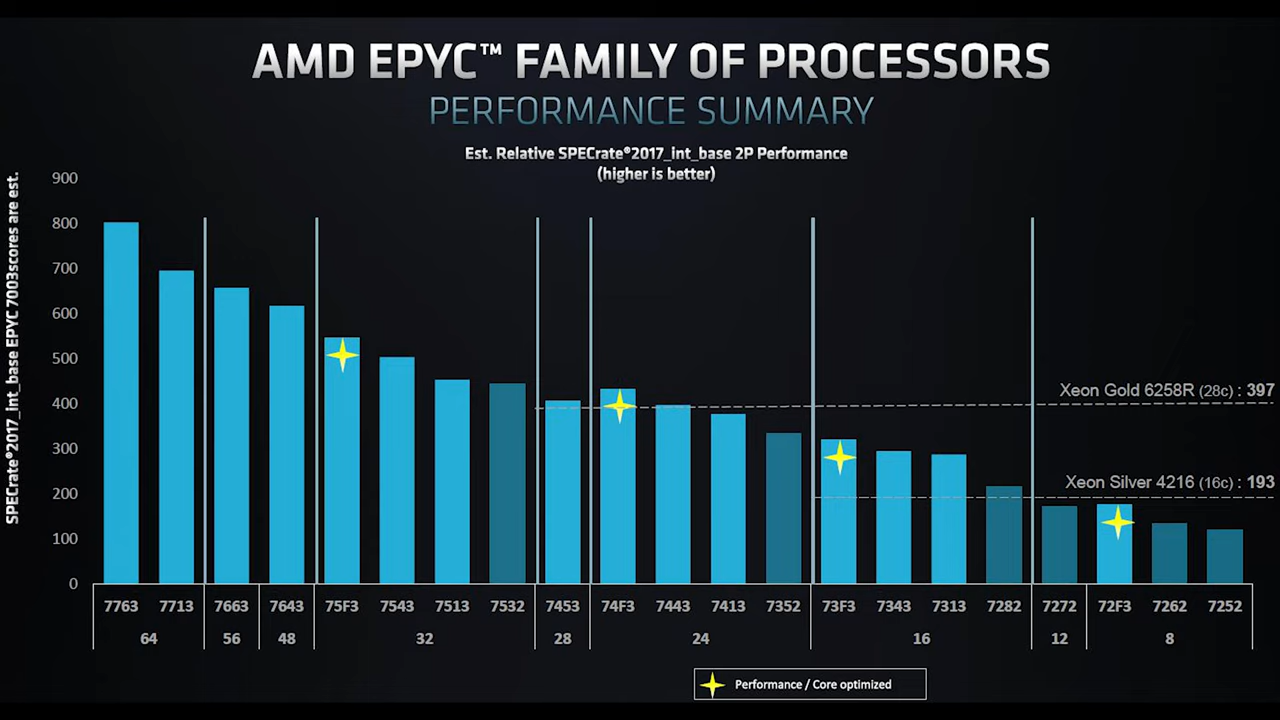 AMD EPYC™ FAMILY OF PROCESSORS
PERFORMANCE SUMMARY
Est. Relative SPECrate®2017_int_base 2P Performance
(higher is better)
SPECrate®2017_int_base EPYC 7003scores are est.
900
800
700
600
500
400
300
200
100
0
Xeon Gold 6258R (28c) : 397
Xeon Silver 4216 (16c) : 193
7763 7713 7663 7643 75F3 7543 7513 7532 7453 74F3 7443 7413 7352 73F3 7343 7313 7282 7272 72F3 7262 7252
64 56 48 32 28 24 16 12 8
Performance / Core optimized